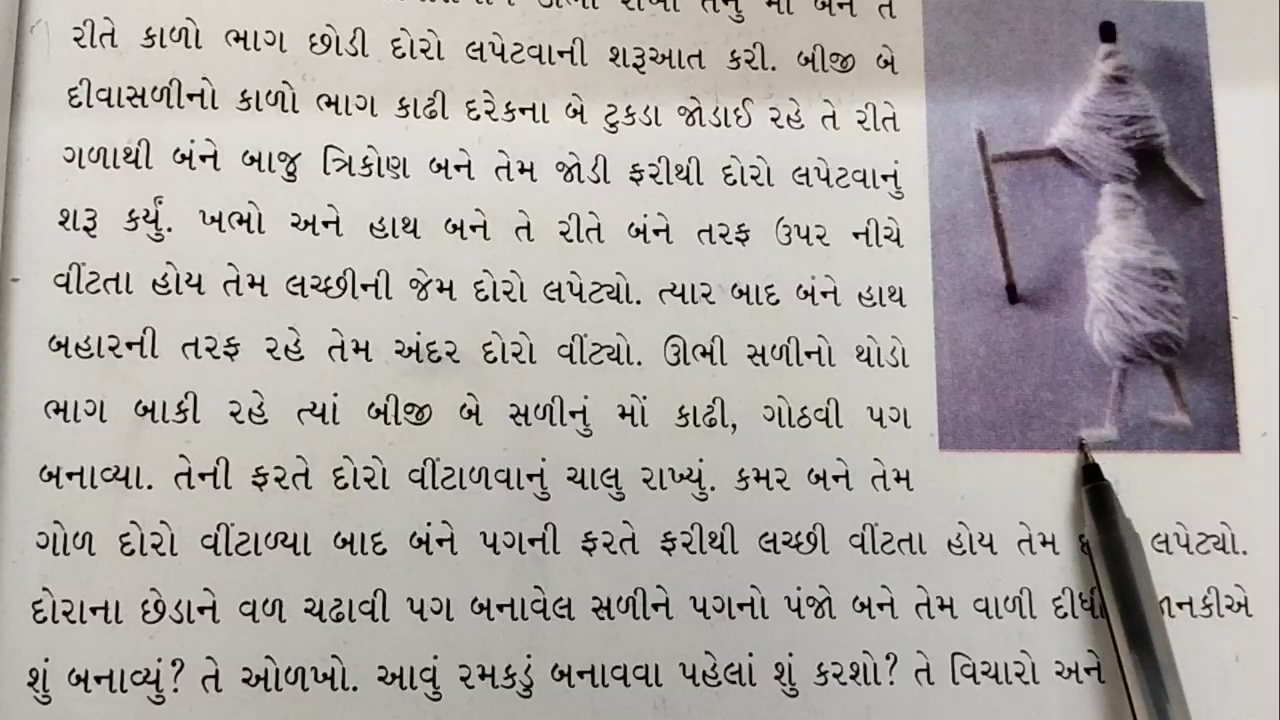 તેનું મોં બને તે
રીતે કાળો ભાગ છોડી દોરો લપેટવાની શરૂઆત કરી. બીજી બે
દીવાસળીનો કાળો ભાગ કાઢી દરેકના બે ટુકડા જોડાઈ રહે તે રીતે
ગળાથી બંને બાજુ ત્રિકોણ બને તેમ જોડી ફરીથી દોરો લપેટવાનું
શરૂ કર્યું. ખભો અને હાથ બને તે રીતે બંને તરફ ઉપર નીચે
વીંટતા હોય તેમ લચ્છીની જેમ દોરો લપેટ્યો. ત્યાર બાદ બંને હાથ
બહારની તરફ રહે તેમ અંદર દોરો વીંટ્યો. ઊભી સળીનો થોડો
ભાગ બાકી રહે ત્યાં બીજી બે સળીનું મોં કાઢી, ગોઠવી પગ
બનાવ્યા. તેની ફરતે દોરો વીંટાળવાનું ચાલુ રાખ્યું. કમર બને તેમ
ગોળ દોરો વીંટાળ્યા બાદ બંને પગની ફરતે ફરીથી લચ્છી વીંટતા હોય તેમ લપેટ્યો.
દોરાના છેડાને વળ ચઢાવી પગ બનાવેલ સળીને પગનો પંજો બને તેમ વાળી
શું બનાવ્યું? તે ઓળખો. આવું રમકડું બનાવવા પહેલાં શું કરશો? તે વિચારો અને